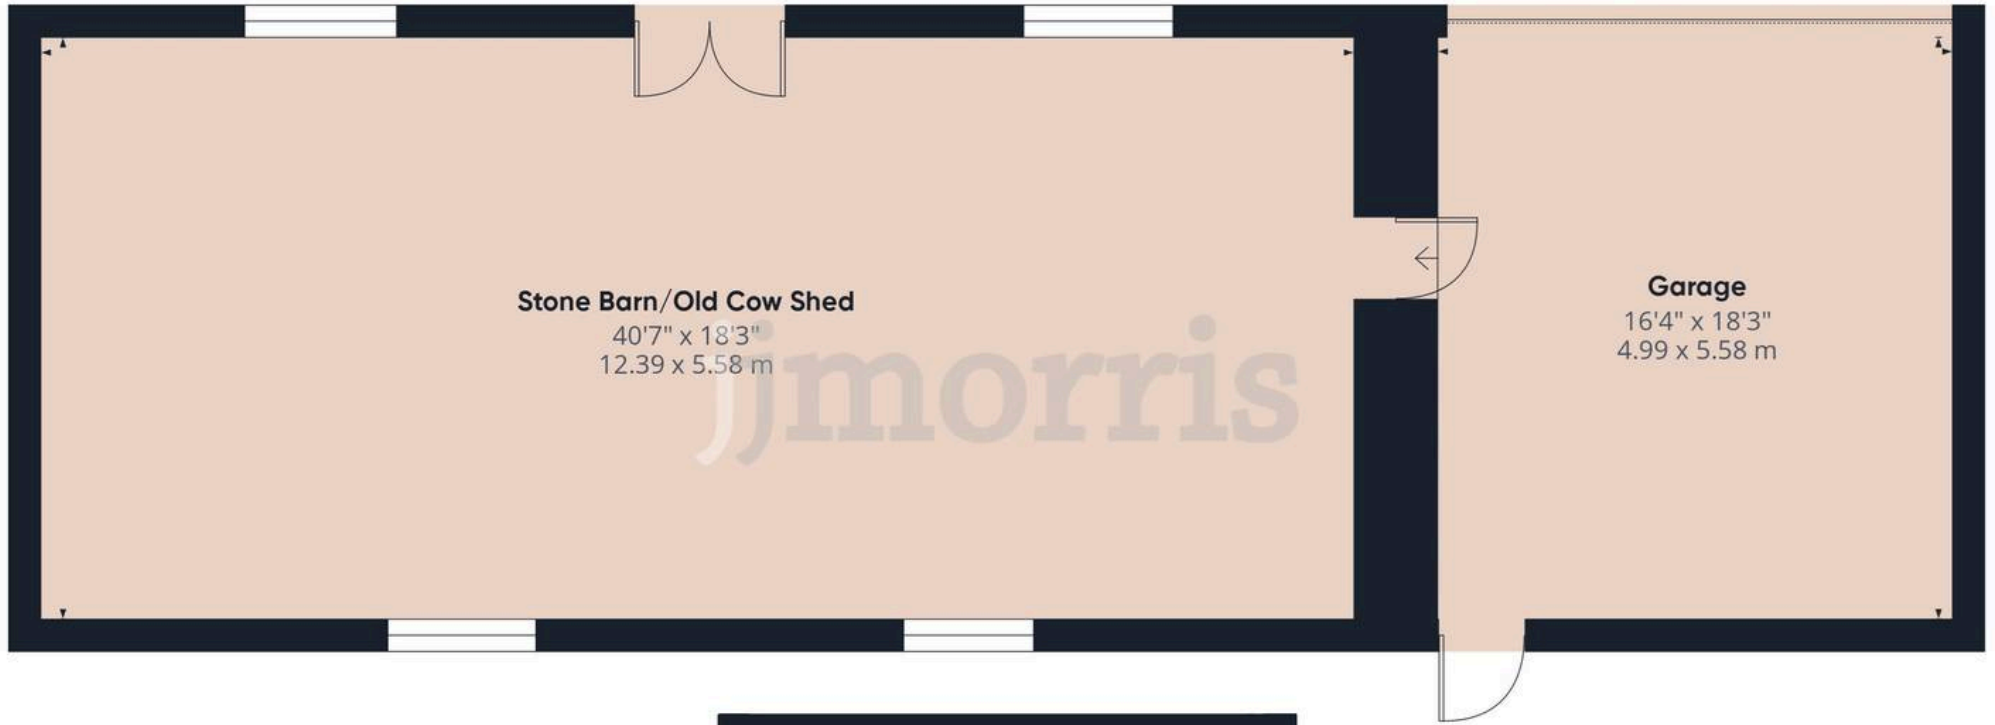 Stone Barn/Old Cow Shed
40'7" x 18'3"
12.39 x 5.58 m
jjmorris
Garage
16'4" x 18'3"
4.99 x 5.58 m